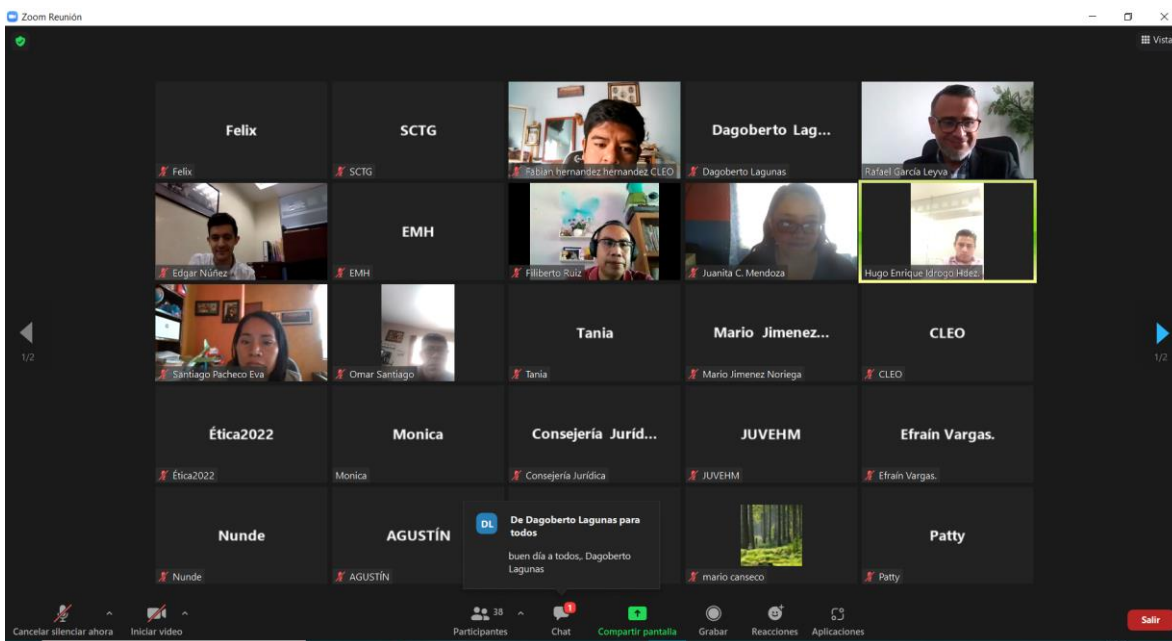 Zoom Reunión
Vista
Felix
Felix
SCTG
SCTG
Fabian hernandez hernandez CLEO
Dagoberto Lag...
Dagoberto Lagunas
Rafael García Leyva
Edgar Núñez
EMH
EMH
Filiberto Ruiz
Juanita C. Mendoza
Hugo Enrique Idrogo Hdez.
Santiago Pacheco Eva
Omar Santiago
Tania
Tania
Mario Jimenez...
Mario Jimenez Noriega
CLEO
CLEO
Ética2022
Ética2022
Monica
Monica
Consejería Juríd...
Consejería Jurídica
JUVEHM
JUVEHM
Efraín Vargas.
Efraín Vargas.
Nunde
Nunde
AGUSTÍN
AGUSTÍN
DL
De Dagoberto Lagunas para
todos
buen día a todos,. Dagoberto
Lagunas
mario canseco
Patty
Patty
1/2
1/2
Cancelar silenciar ahora
Iniciar video
38
Participantes
1
Chat
Compartir pantalla
Grabar
Reacciones
Aplicaciones
Salir